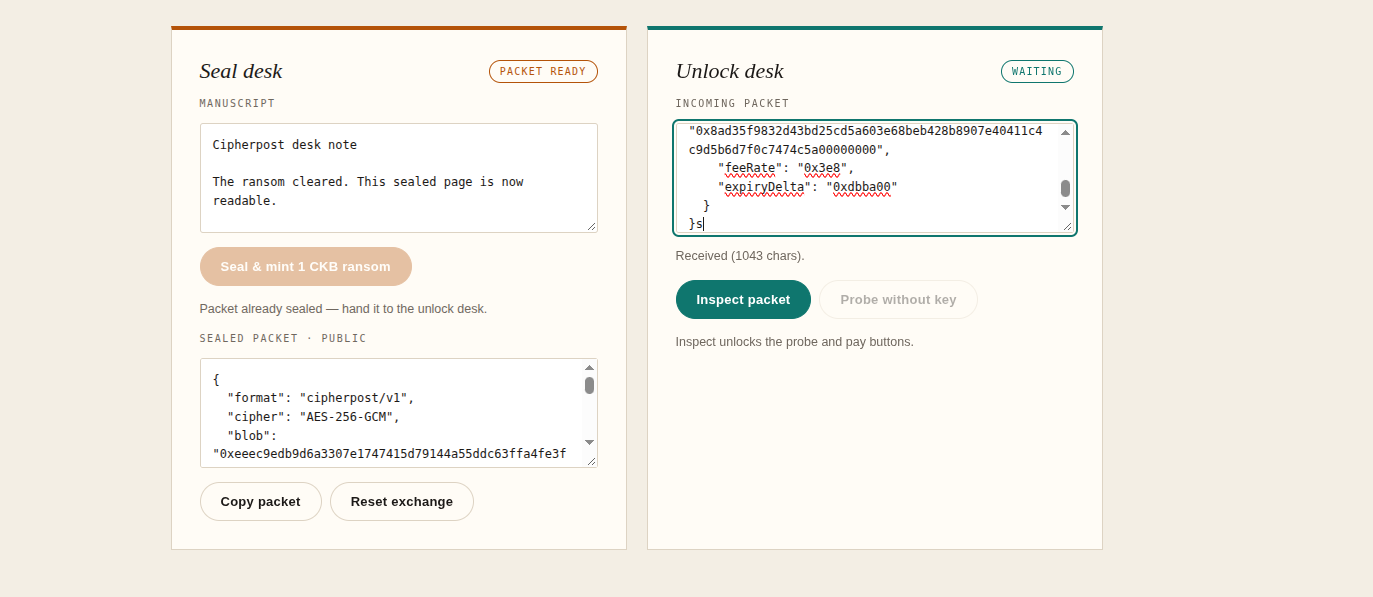 Seal desk
PACKET READY
MANUSCRIPT
Cipherpost desk note
The ransom cleared. This sealed page is now
readable.
Seal & mint 1 CKB ransom
Packet already sealed — hand it to the unlock desk.
SEALED PACKET · PUBLIC
{
"format": "cipherpost/v1",
"cipher": "AES-256-GCM",
"blob":
"0xeeec9edb9d6a3307e1747415d79144a55ddc63ffa4fe3f
Copy packet
Reset exchange
Unlock desk
WAITING
INCOMING PACKET
"0x8ad35f9832d43bd25cd5a603e68beb428b8907e40411c4
c9d5b6d7f0c7474c5a00000000",
"feeRate": "0x3e8",
"expiryDelta": "0xdbba00"
}
}s
Received (1043 chars).
Inspect packet
Probe without key
Inspect unlocks the probe and pay buttons.